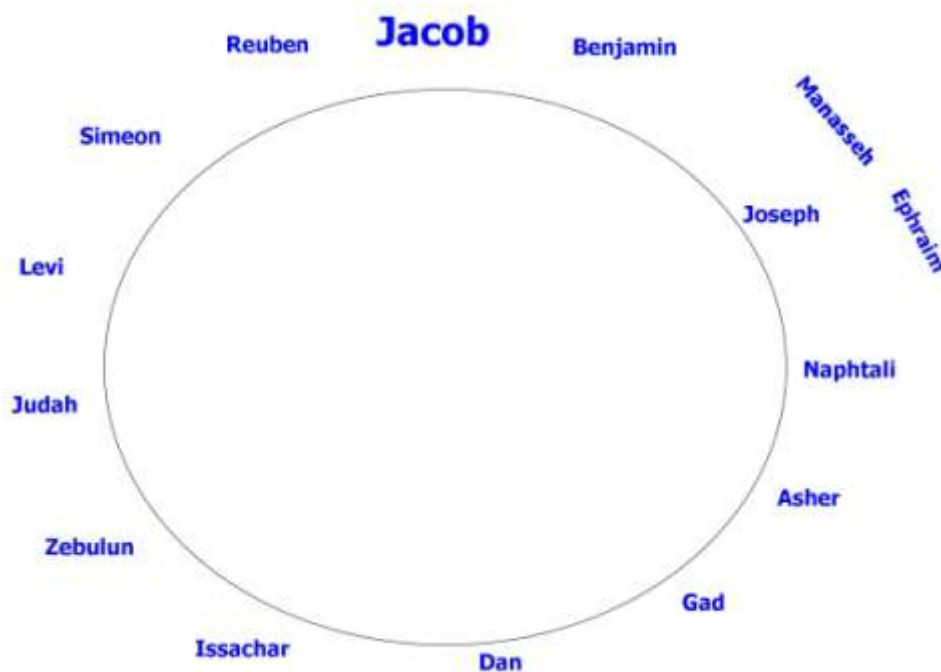 Jacob
Reuben
Benjamin
Manasseh
Simeon
Joseph
Ephraim
Levi
Naphtali
Judah
Asher
Zebulun
Gad
Issachar
Dan